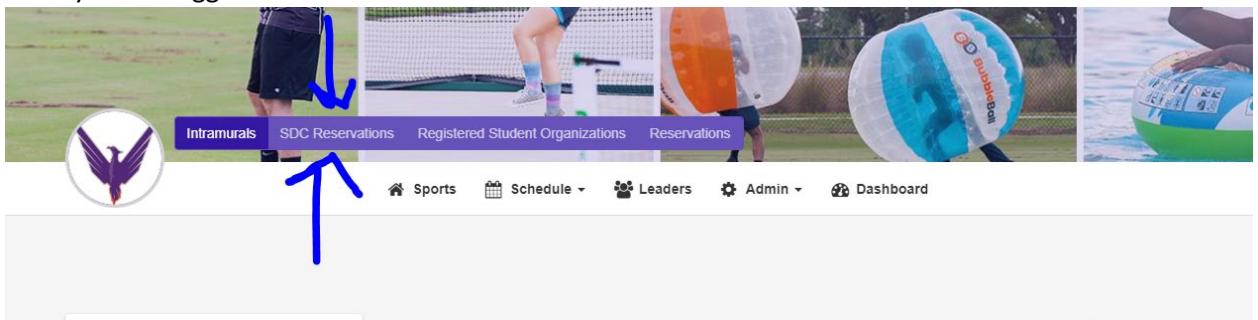 BubbleBall
Intramurals SDC Reservations Registered Student Organizations Reservations
Sports Schedule Leaders Admin Dashboard